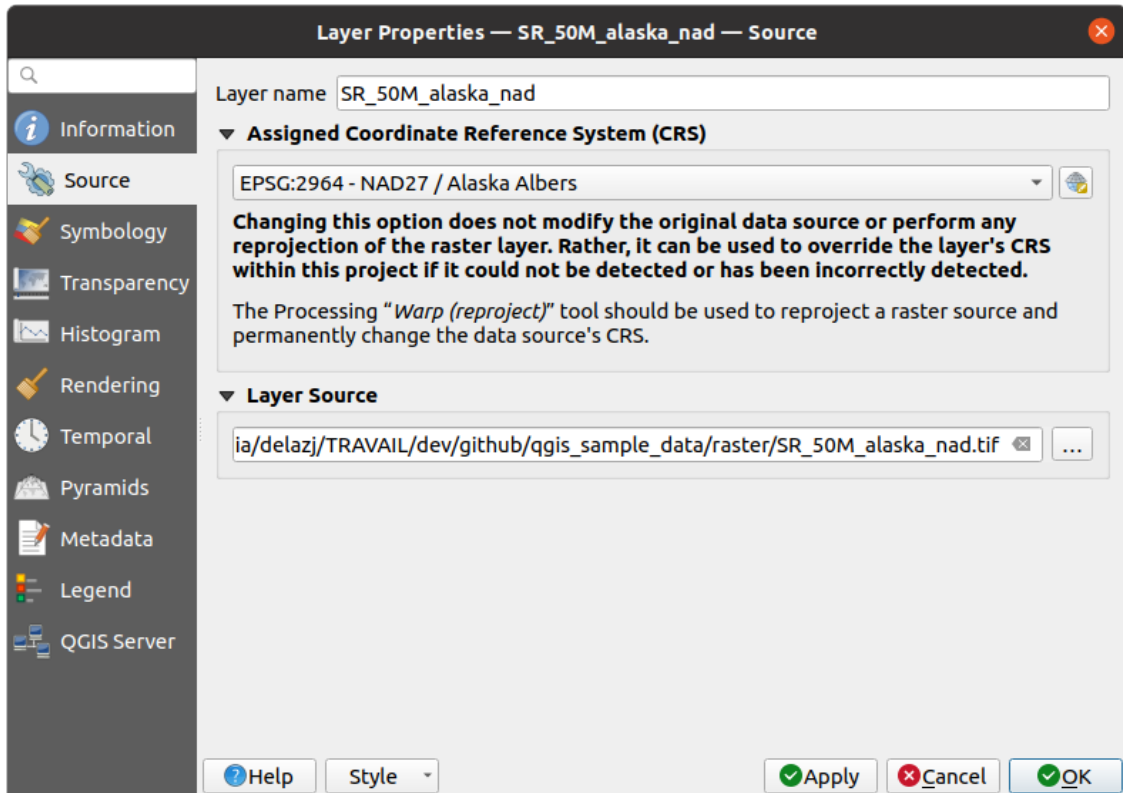 Layer Properties — SR_50M_alaska_nad — Source
Information
Source
Symbology
Transparency
Histogram
Rendering
Temporal
Pyramids
Metadata
Legend
QGIS Server
Layer name SR_50M_alaska_nad
Assigned Coordinate Reference System (CRS)
EPSG:2964 - NAD27 / Alaska Albers
Changing this option does not modify the original data source or perform any
reprojection of the raster layer. Rather, it can be used to override the layer's CRS
within this project if it could not be detected or has been incorrectly detected.
The Processing “Warp (reproject)” tool should be used to reproject a raster source and
permanently change the data source's CRS.
Layer Source
ia/delazj/TRAVAIL/dev/github/qgis_sample_data/raster/SR_50M_alaska_nad.tif
...
Help Style Apply Cancel OK